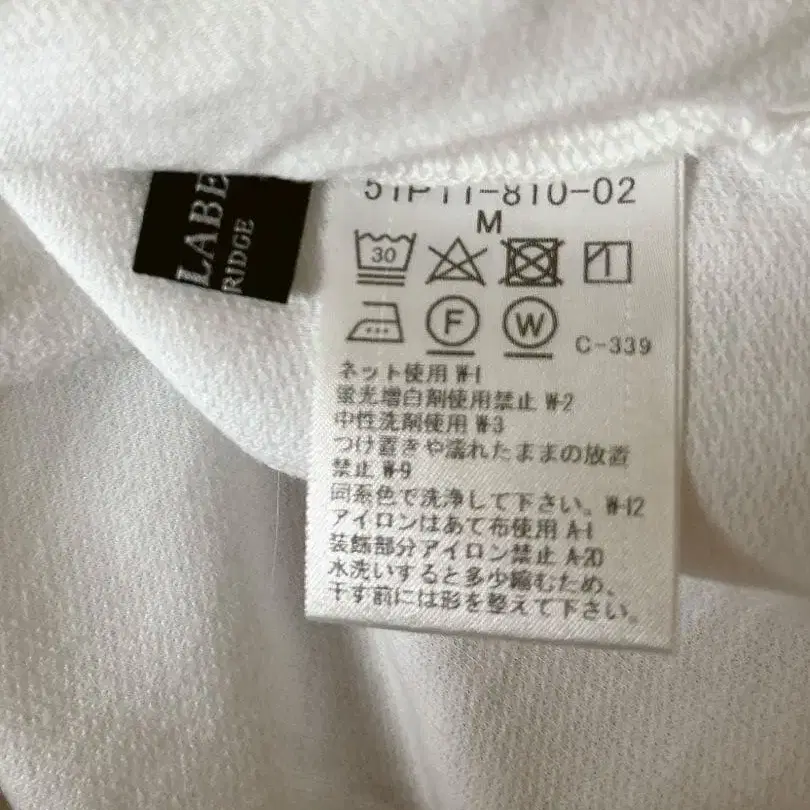 LABE
RIDGE
51P11-810-02
M
30
F
W
C-339
ネット使用 W-1
蛍光増白剤使用禁止 W-2
中性洗剤使用 W-3
つけ置きや濡れたままの放置
禁止 W-9
同系色で洗浄して下さい。W-12
アイロンはあて布使用 A-1
装飾部分アイロン禁止 A-20
水洗いすると多少縮むため、
干す前には形を整えて下さい。